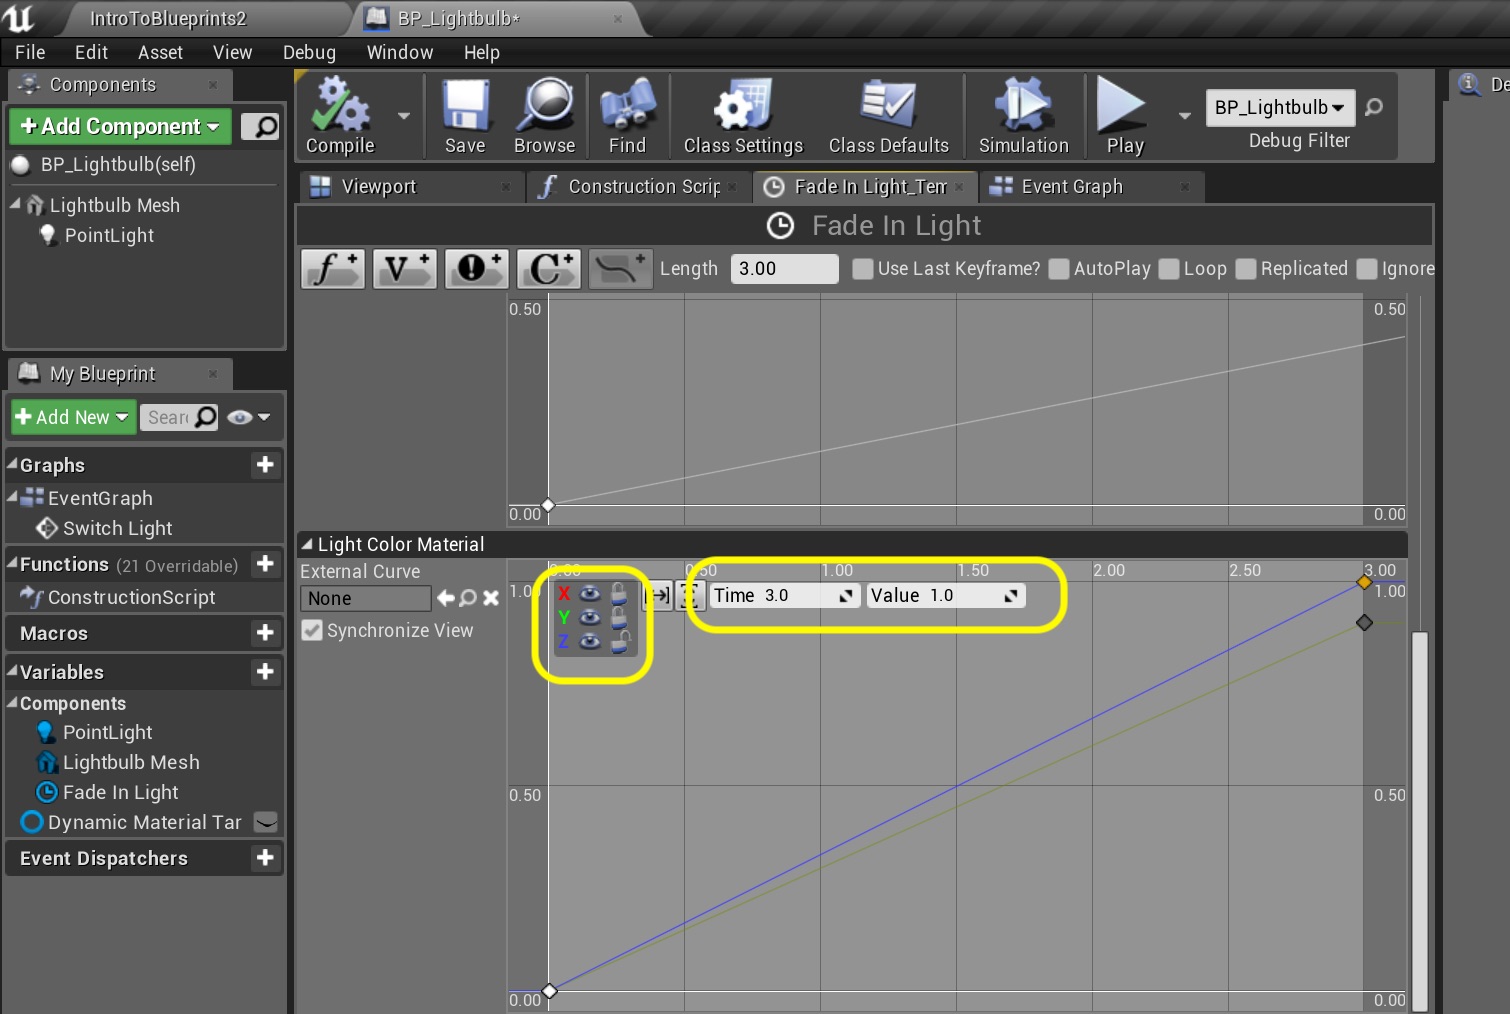 IntroToBlueprints2
BP_Lightbulb*
File Edit Asset View Debug Window Help
Components
+Add Component
BP_Lightbulb(self)
Lightbulb Mesh
PointLight
Compile
Save
Browse
Find
Class Settings
Class Defaults
Simulation
Play
BP_Lightbulb
Debug Filter
De
Viewport
Construction Scrip
Fade In Light_Tem
Event Graph
Fade In Light
f+ V+ !+ C+
Length 3.00 Use Last Keyframe? AutoPlay Loop Replicated Ignore
0.50 0.50
0.00 0.00
My Blueprint
+Add New
Sear
Graphs
EventGraph
Switch Light
Functions (21 Overridable)
ConstructionScript
Macros
Variables
Components
PointLight
Lightbulb Mesh
Fade In Light
Dynamic Material Tar
Event Dispatchers
Light Color Material
External Curve
None
Synchronize View
0.00 0.50 1.00 1.50 2.00 2.50 3.00
1.00 1.00
X
Y
Z
Time 3.0
Value 1.0
0.50 0.50
0.00 0.00